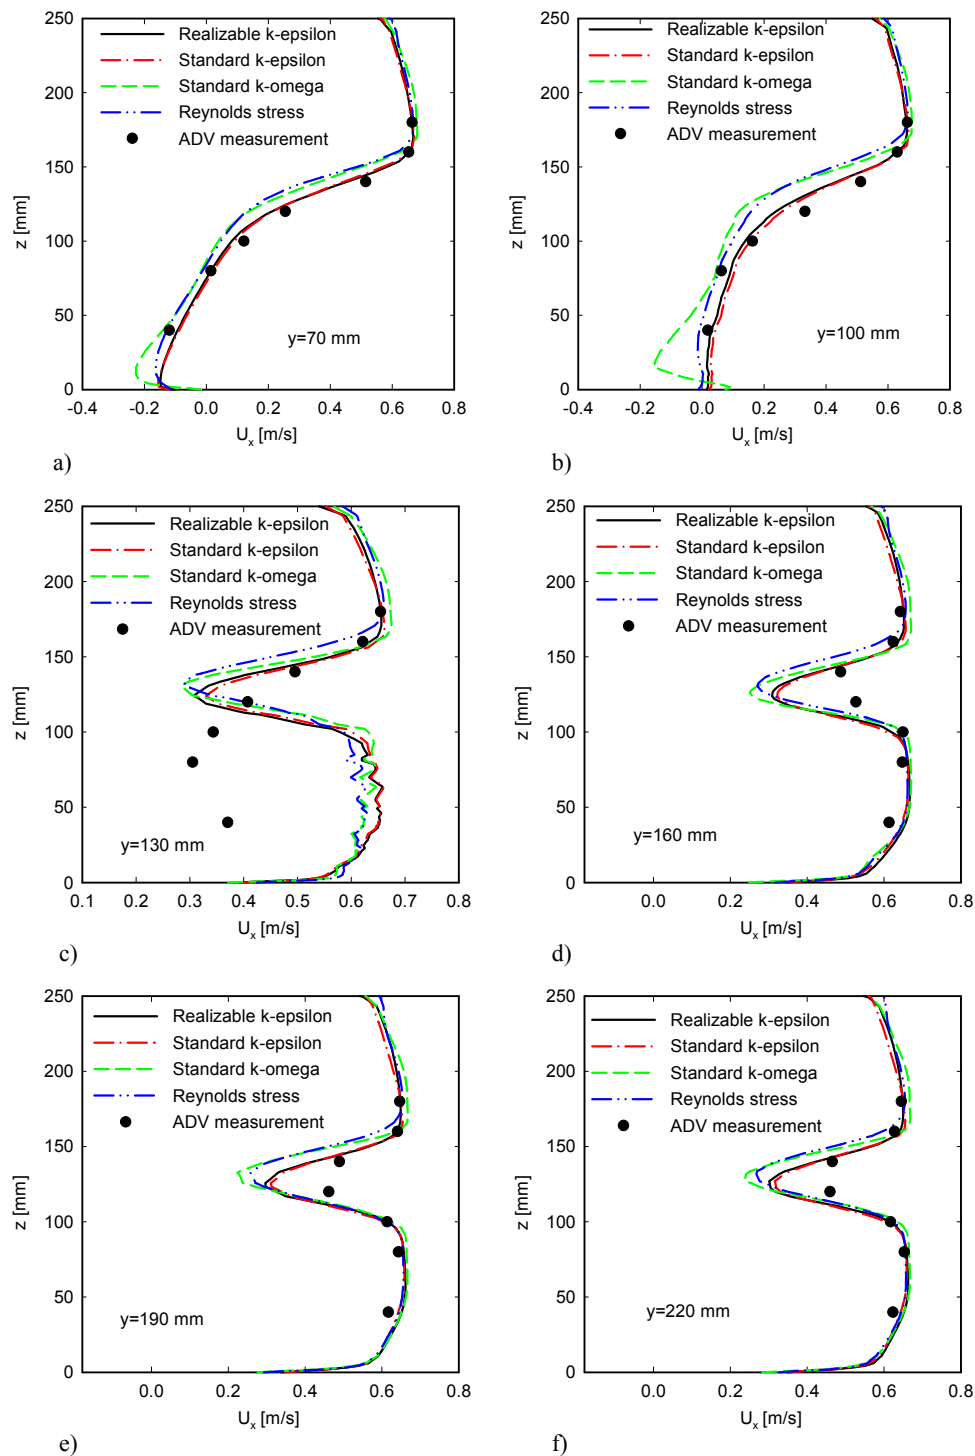 250
200
150
100
50
0
z [mm]
Realizable k-epsilon
Standard k-epsilon
Standard k-omega
Reynolds stress
ADV measurement
y=70 mm
-0.4 -0.2 0.0 0.2 0.4 0.6 0.8
U_x [m/s]
a)
250
200
150
100
50
0
z [mm]
Realizable k-epsilon
Standard k-epsilon
Standard k-omega
Reynolds stress
ADV measurement
y=100 mm
-0.4 -0.2 0.0 0.2 0.4 0.6 0.8
U_x [m/s]
b)
250
200
150
100
50
0
z [mm]
Realizable k-epsilon
Standard k-epsilon
Standard k-omega
Reynolds stress
ADV measurement
y=130 mm
0.1 0.2 0.3 0.4 0.5 0.6 0.7 0.8
U_x [m/s]
c)
250
200
150
100
50
0
z [mm]
Realizable k-epsilon
Standard k-epsilon
Standard k-omega
Reynolds stress
ADV measurement
y=160 mm
0.0 0.2 0.4 0.6 0.8
U_x [m/s]
d)
250
200
150
100
50
0
z [mm]
Realizable k-epsilon
Standard k-epsilon
Standard k-omega
Reynolds stress
ADV measurement
y=190 mm
0.0 0.2 0.4 0.6 0.8
U_x [m/s]
e)
250
200
150
100
50
0
z [mm]
Realizable k-epsilon
Standard k-epsilon
Standard k-omega
Reynolds stress
ADV measurement
y=220 mm
0.0 0.2 0.4 0.6 0.8
U_x [m/s]
f)